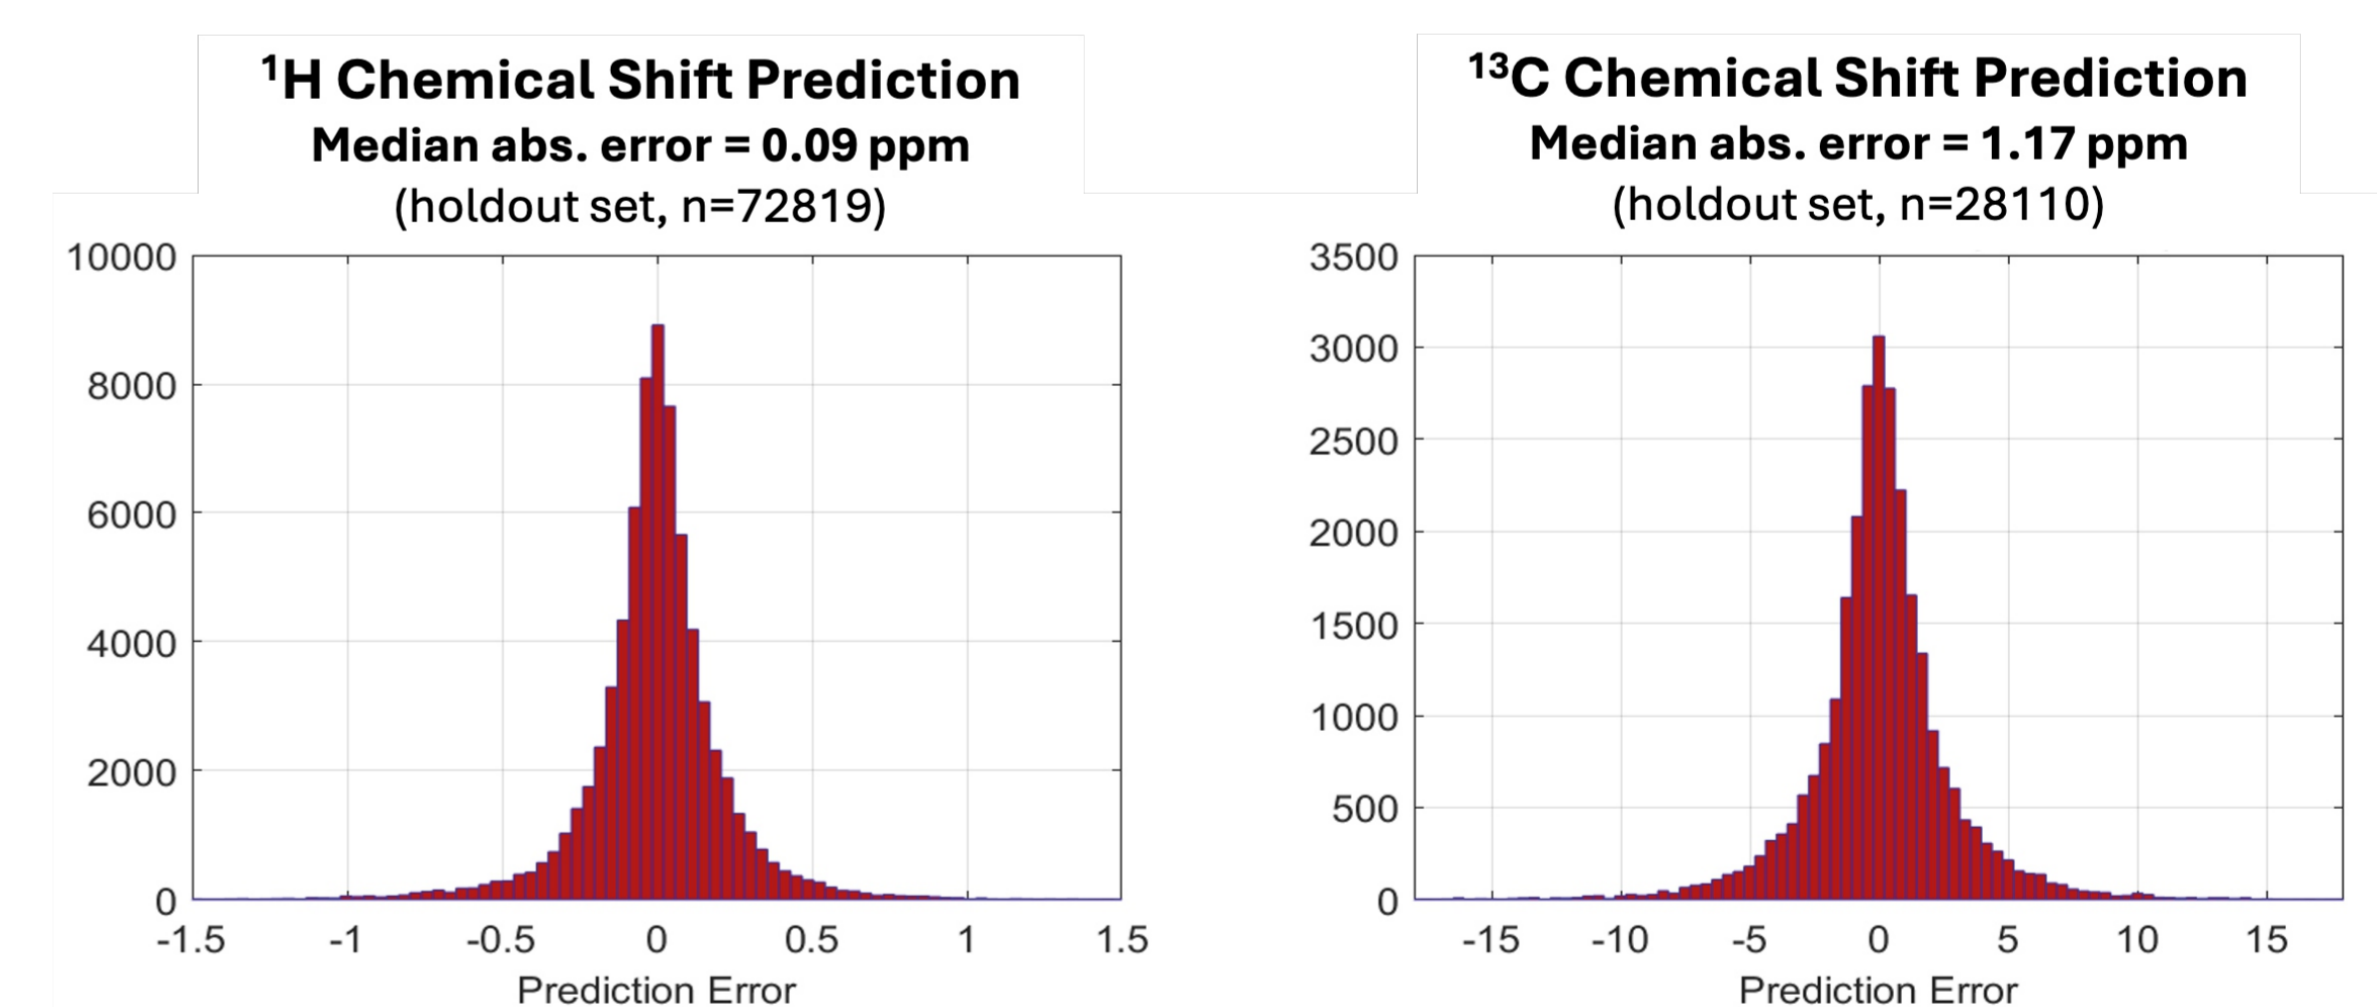 ¹H Chemical Shift Prediction
Median abs. error = 0.09 ppm
(holdout set, n=72819)
10000
8000
6000
4000
2000
0
-1.5 -1 -0.5 0 0.5 1 1.5
Prediction Error
¹³C Chemical Shift Prediction
Median abs. error = 1.17 ppm
(holdout set, n=28110)
3500
3000
2500
2000
1500
1000
500
0
-15 -10 -5 0 5 10 15
Prediction Error